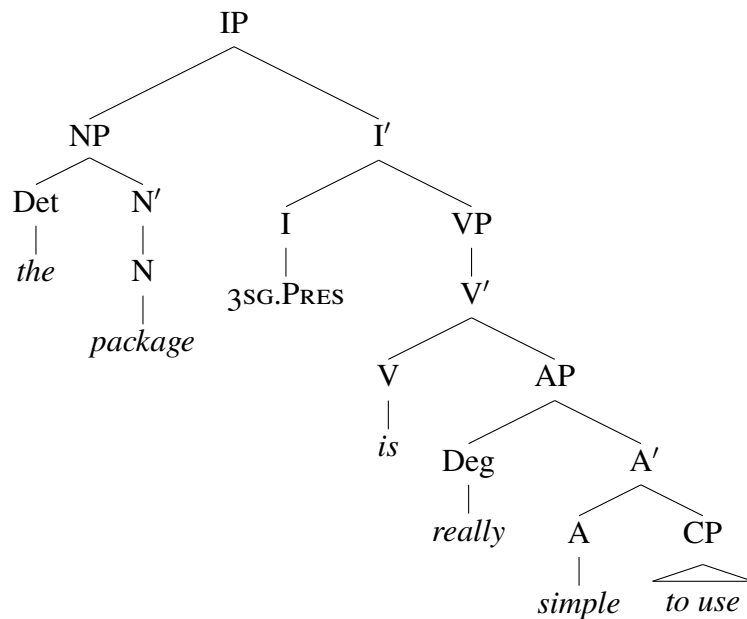 IP
NP I′
Det N′ I VP
the N 3SG.PRES V′
package
V AP
is Deg A′
really A CP
simple to use